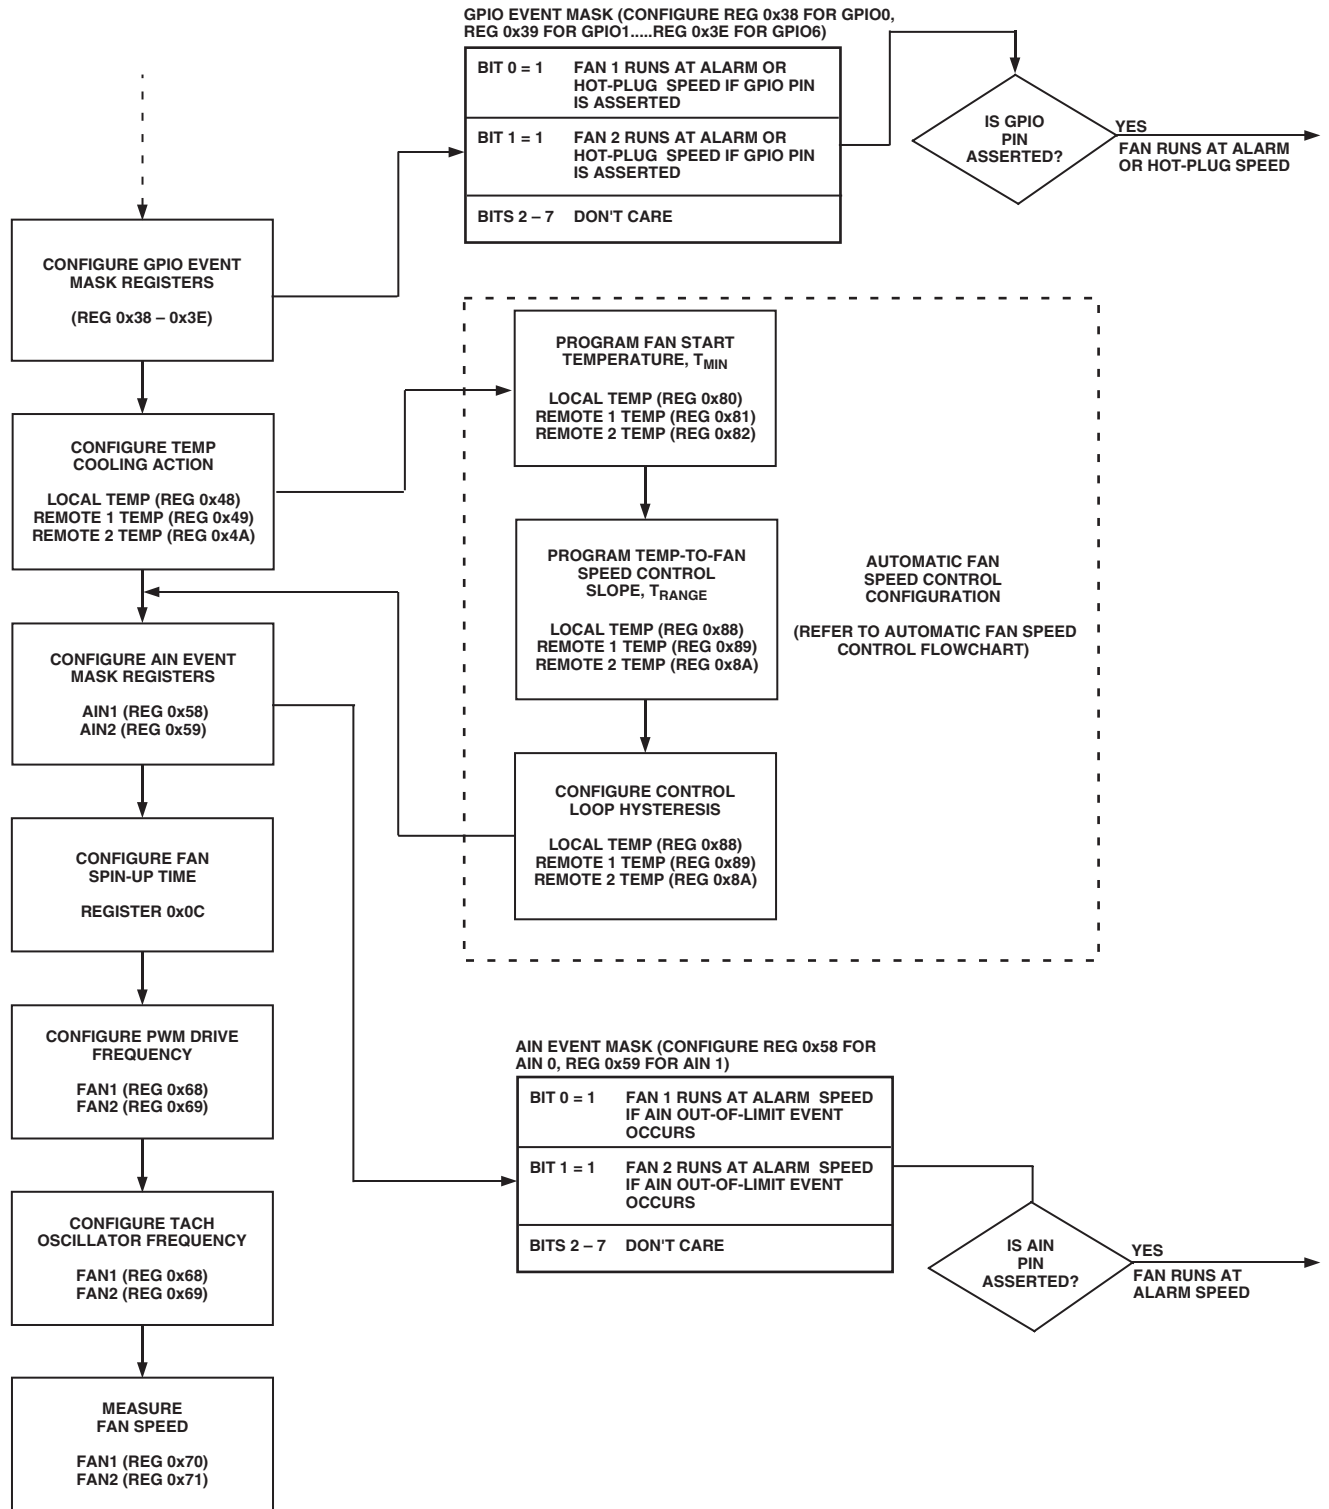 GPIO EVENT MASK (CONFIGURE REG 0x38 FOR GPIO0,
REG 0x39 FOR GPIO1.....REG 0x3E FOR GPIO6)
BIT 0 = 1 FAN 1 RUNS AT ALARM OR
HOT-PLUG SPEED IF GPIO PIN
IS ASSERTED
BIT 1 = 1 FAN 2 RUNS AT ALARM OR
HOT-PLUG SPEED IF GPIO PIN
IS ASSERTED
BITS 2 – 7 DON'T CARE
IS GPIO
PIN
ASSERTED?
YES
FAN RUNS AT ALARM
OR HOT-PLUG SPEED
CONFIGURE GPIO EVENT
MASK REGISTERS
(REG 0x38 – 0x3E)
CONFIGURE TEMP
COOLING ACTION
LOCAL TEMP (REG 0x48)
REMOTE 1 TEMP (REG 0x49)
REMOTE 2 TEMP (REG 0x4A)
PROGRAM FAN START
TEMPERATURE, TMIN
LOCAL TEMP (REG 0x80)
REMOTE 1 TEMP (REG 0x81)
REMOTE 2 TEMP (REG 0x82)
PROGRAM TEMP-TO-FAN
SPEED CONTROL
SLOPE, TRANGE
LOCAL TEMP (REG 0x88)
REMOTE 1 TEMP (REG 0x89)
REMOTE 2 TEMP (REG 0x8A)
AUTOMATIC FAN
SPEED CONTROL
CONFIGURATION
(REFER TO AUTOMATIC FAN SPEED
CONTROL FLOWCHART)
CONFIGURE CONTROL
LOOP HYSTERESIS
LOCAL TEMP (REG 0x88)
REMOTE 1 TEMP (REG 0x89)
REMOTE 2 TEMP (REG 0x8A)
CONFIGURE AIN EVENT
MASK REGISTERS
AIN1 (REG 0x58)
AIN2 (REG 0x59)
CONFIGURE FAN
SPIN-UP TIME
REGISTER 0x0C
CONFIGURE PWM DRIVE
FREQUENCY
FAN1 (REG 0x68)
FAN2 (REG 0x69)
AIN EVENT MASK (CONFIGURE REG 0x58 FOR
AIN 0, REG 0x59 FOR AIN 1)
BIT 0 = 1 FAN 1 RUNS AT ALARM SPEED
IF AIN OUT-OF-LIMIT EVENT
OCCURS
BIT 1 = 1 FAN 2 RUNS AT ALARM SPEED
IF AIN OUT-OF-LIMIT EVENT
OCCURS
BITS 2 – 7 DON'T CARE
IS AIN
PIN
ASSERTED?
YES
FAN RUNS AT
ALARM SPEED
CONFIGURE TACH
OSCILLATOR FREQUENCY
FAN1 (REG 0x68)
FAN2 (REG 0x69)
MEASURE
FAN SPEED
FAN1 (REG 0x70)
FAN2 (REG 0x71)